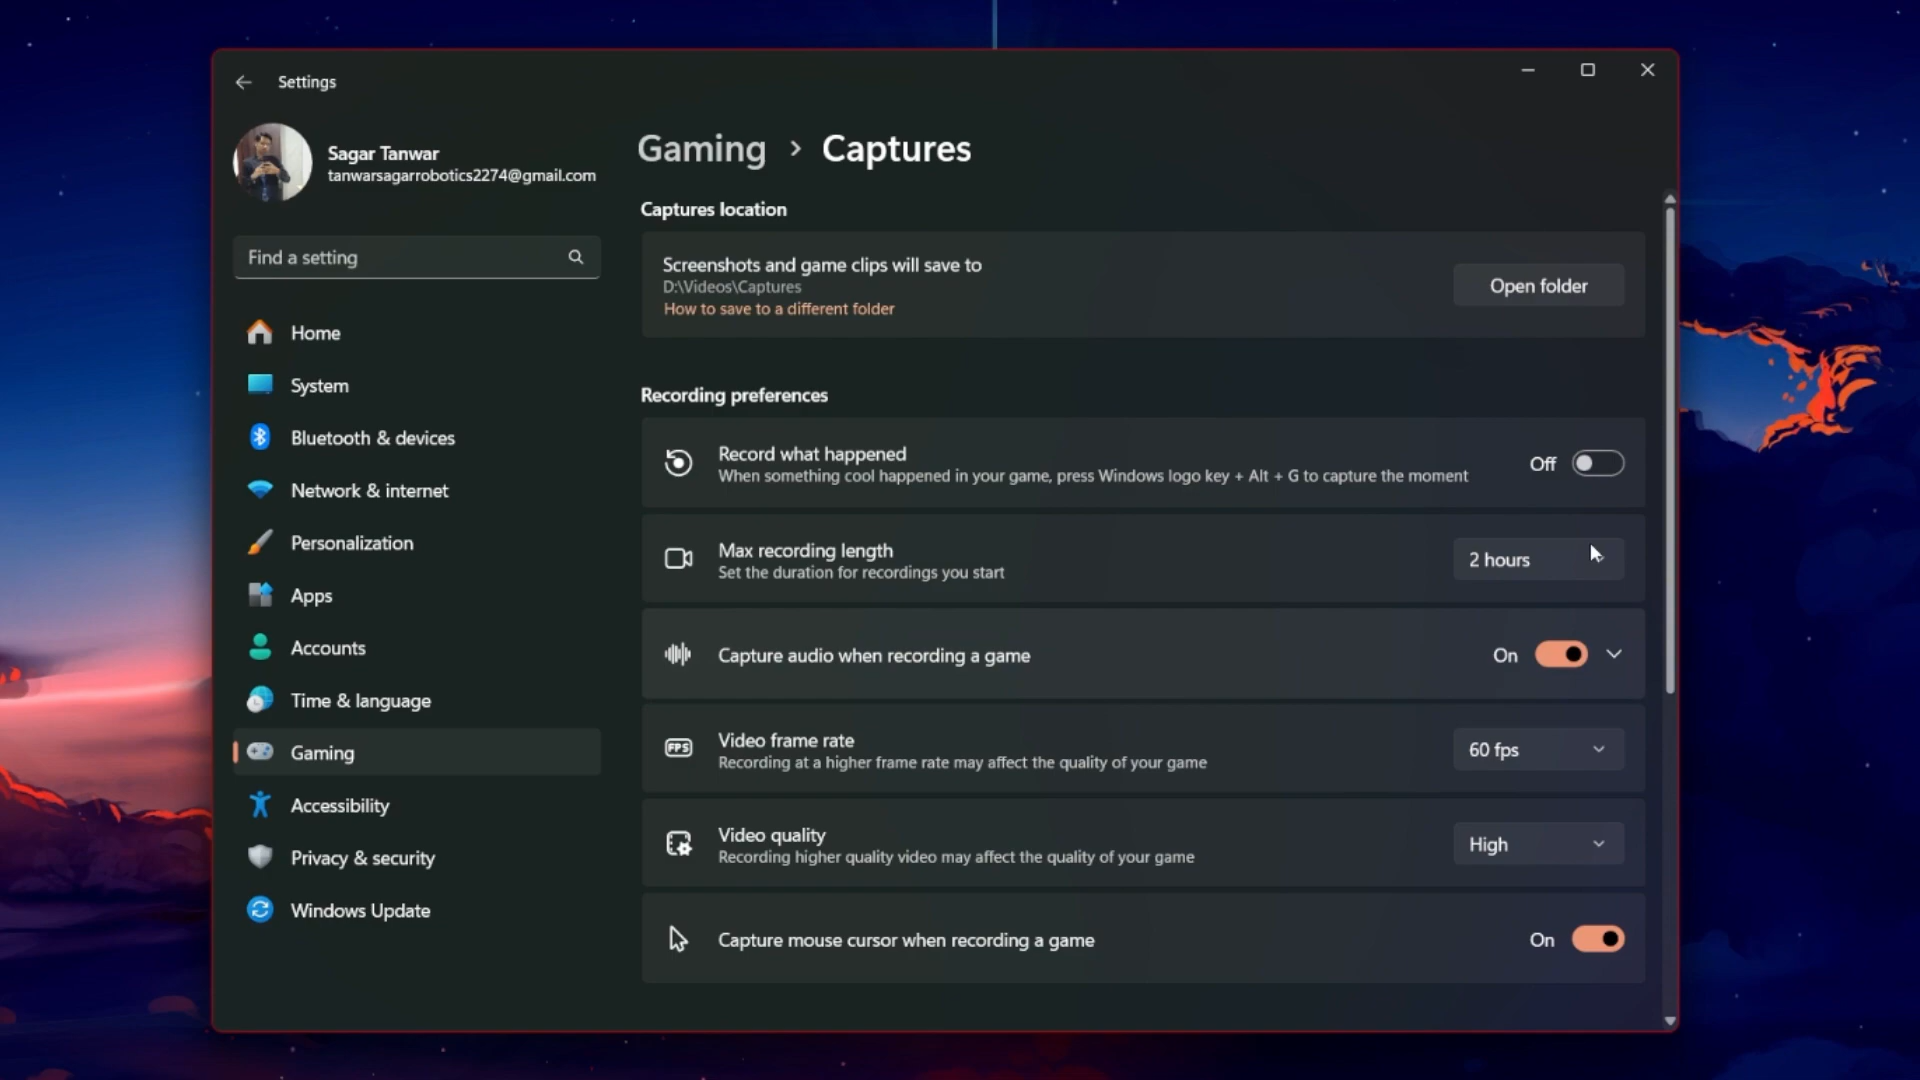 Settings
Sagar Tanwar
tanwarsagarrobotics2274@gmail.com
Find a setting
Home
System
Bluetooth & devices
Network & internet
Personalization
Apps
Accounts
Time & language
Gaming
Accessibility
Privacy & security
Windows Update
Gaming > Captures
Captures location
Screenshots and game clips will save to
D:\Videos\Captures
How to save to a different folder
Open folder
Recording preferences
Record what happened
When something cool happened in your game, press Windows logo key + Alt + G to capture the moment
Off
Max recording length
Set the duration for recordings you start
2 hours
Capture audio when recording a game
On
FPS
Video frame rate
Recording at a higher frame rate may affect the quality of your game
60 fps
Video quality
Recording higher quality video may affect the quality of your game
High
Capture mouse cursor when recording a game
On